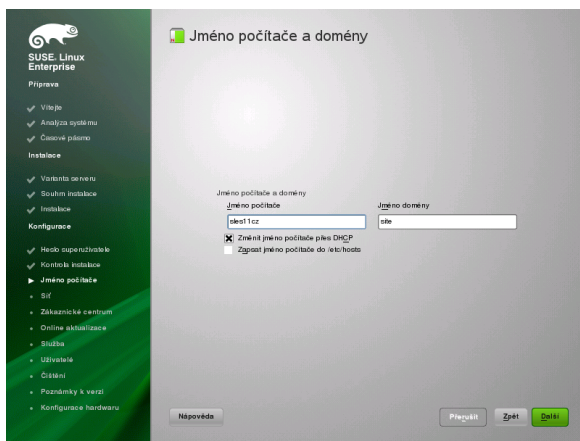 SUSE. Linux
Enterprise
Příprava
Vítejte
Analýza systému
Časové pásmo
Instalace
Varianta serveru
Souhrn instalace
Instalace
Konfigurace
Heslo superuživatele
Kontrola instalace
Jméno počítače
Síť
Zákaznické centrum
Online aktualizace
Služba
Uživatelé
Čištění
Poznámky k verzi
Konfigurace hardwaru
Jméno počítače a domény
Jméno počítače a domény
Jméno počítače
Jméno domény
sles11cz
site
Změnit jméno počítače přes DHCP
Zapsat jméno počítače do /etc/hosts
Nápověda
Přerušit
Zpět
Další